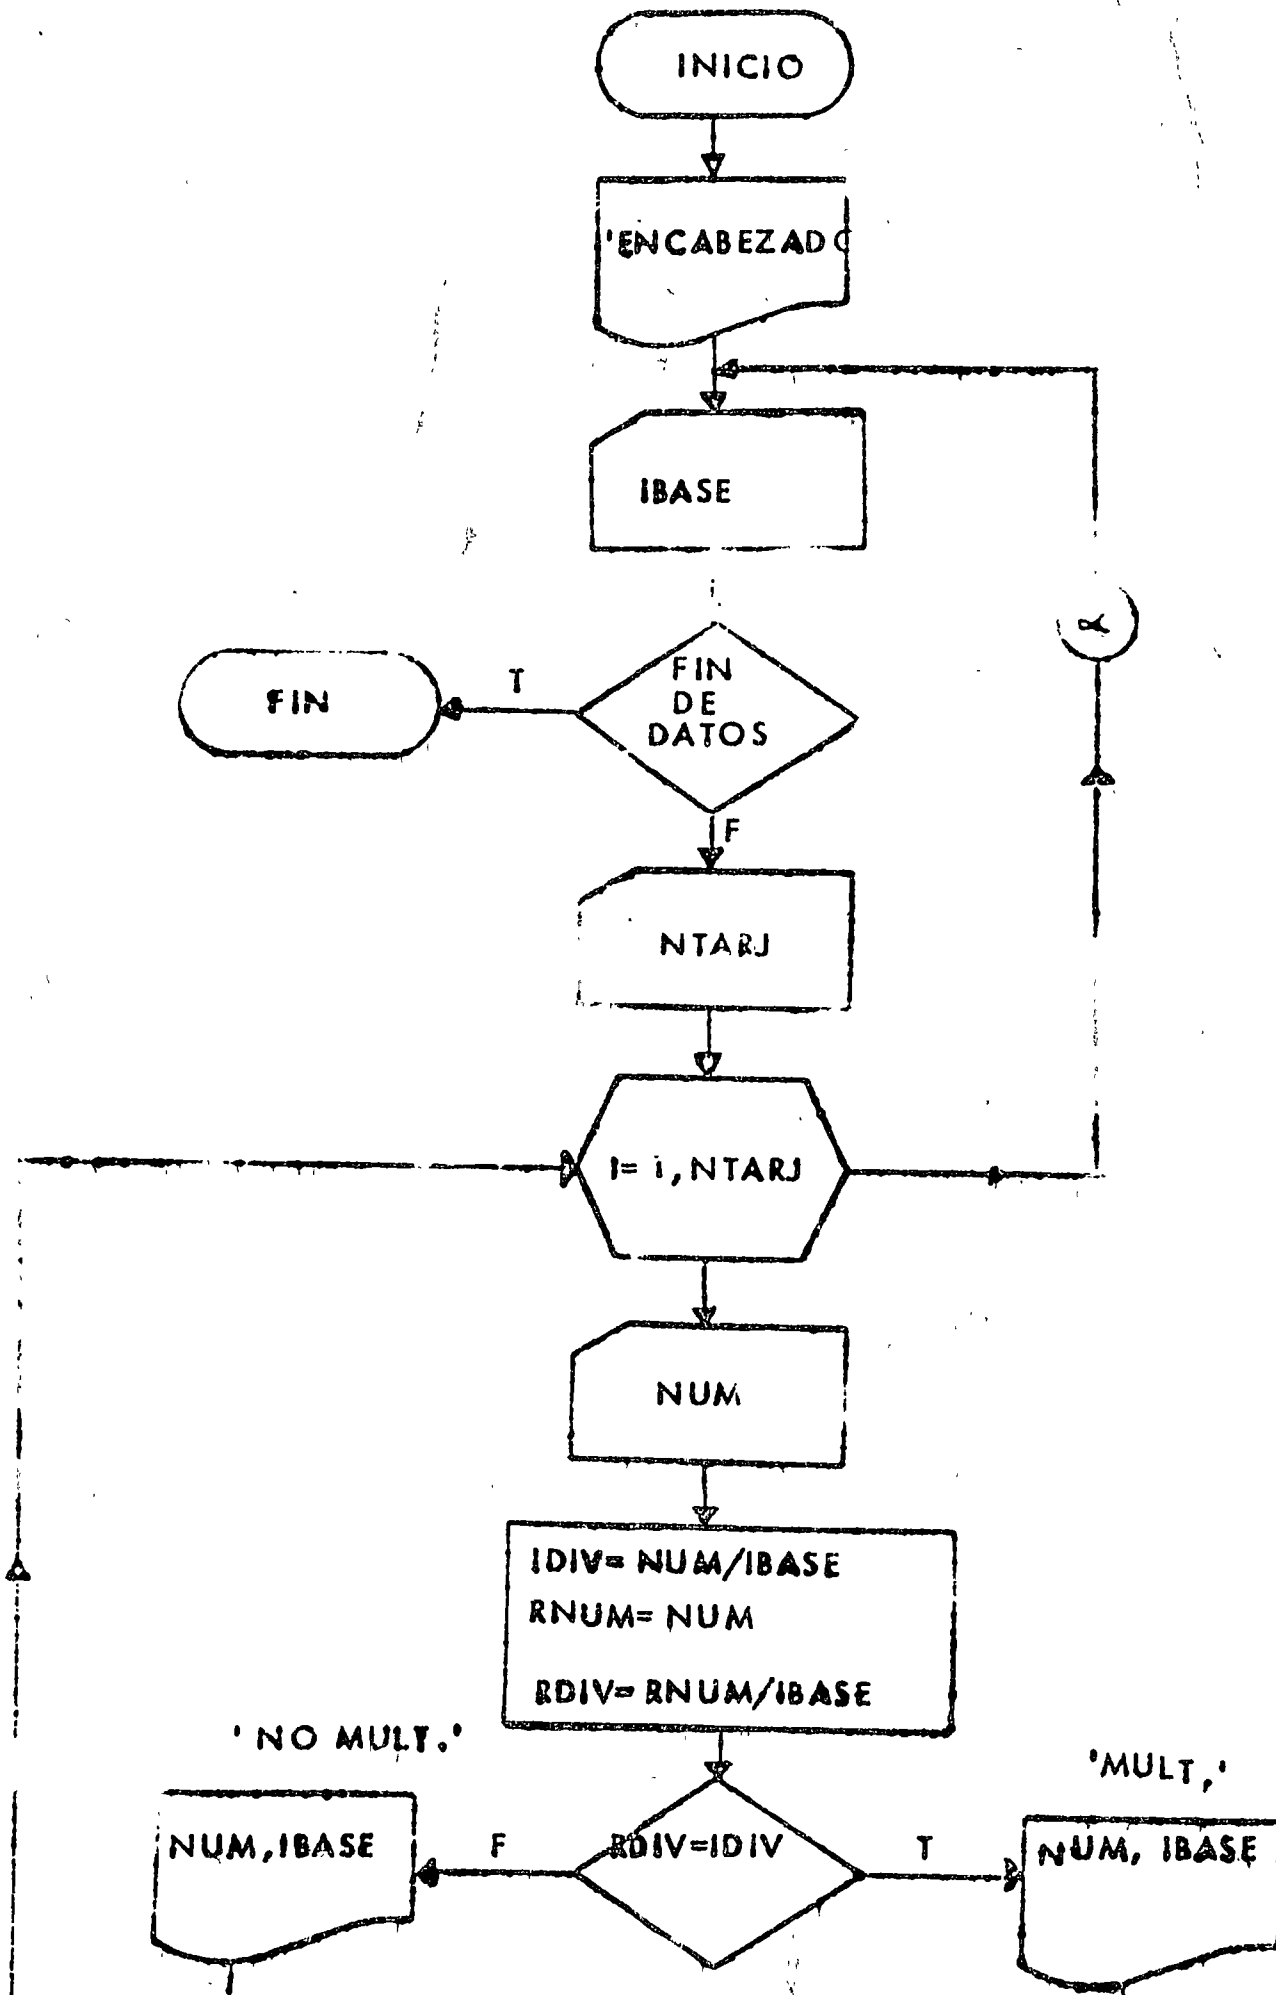 INICIO
'ENCABEZADO
IBASE
α
FIN
DE
DATOS
T
FIN
F
NTARJ
I= i, NTARJ
NUM
IDIV= NUM/IBASE
RNUM= NUM
RDIV= RNUM/IBASE
'NO MULT.'
'MULT,'
NUM, IBASE
F
RDIV=IDIV
T
NUM, IBASE